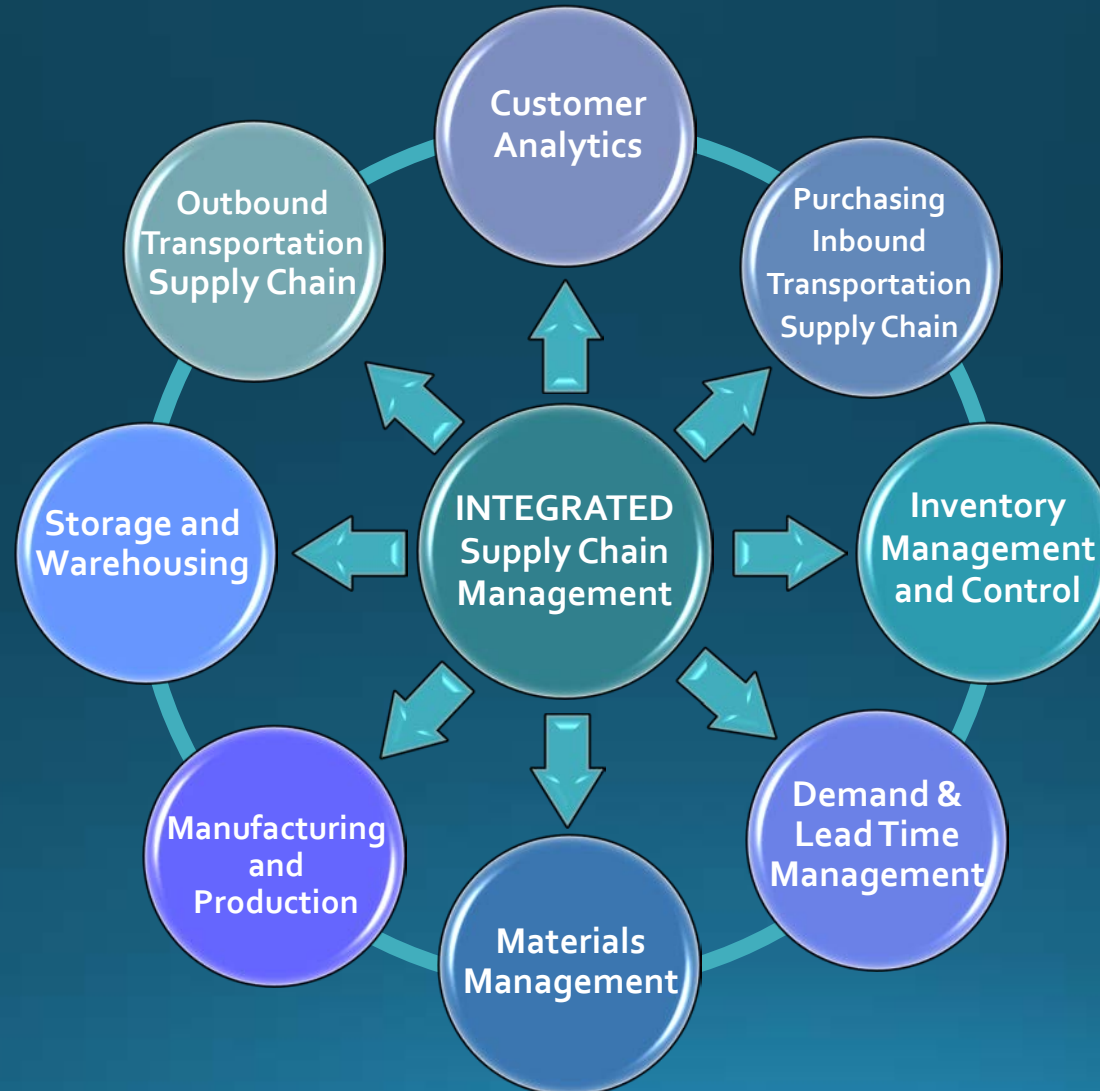 Customer
Analytics
Purchasing
Inbound
Transportation
Supply Chain
Inventory
Management
and Control
Demand &
Lead Time
Management
Materials
Management
Manufacturing
and
Production
Storage and
Warehousing
Outbound
Transportation
Supply Chain
INTEGRATED
Supply Chain
Management